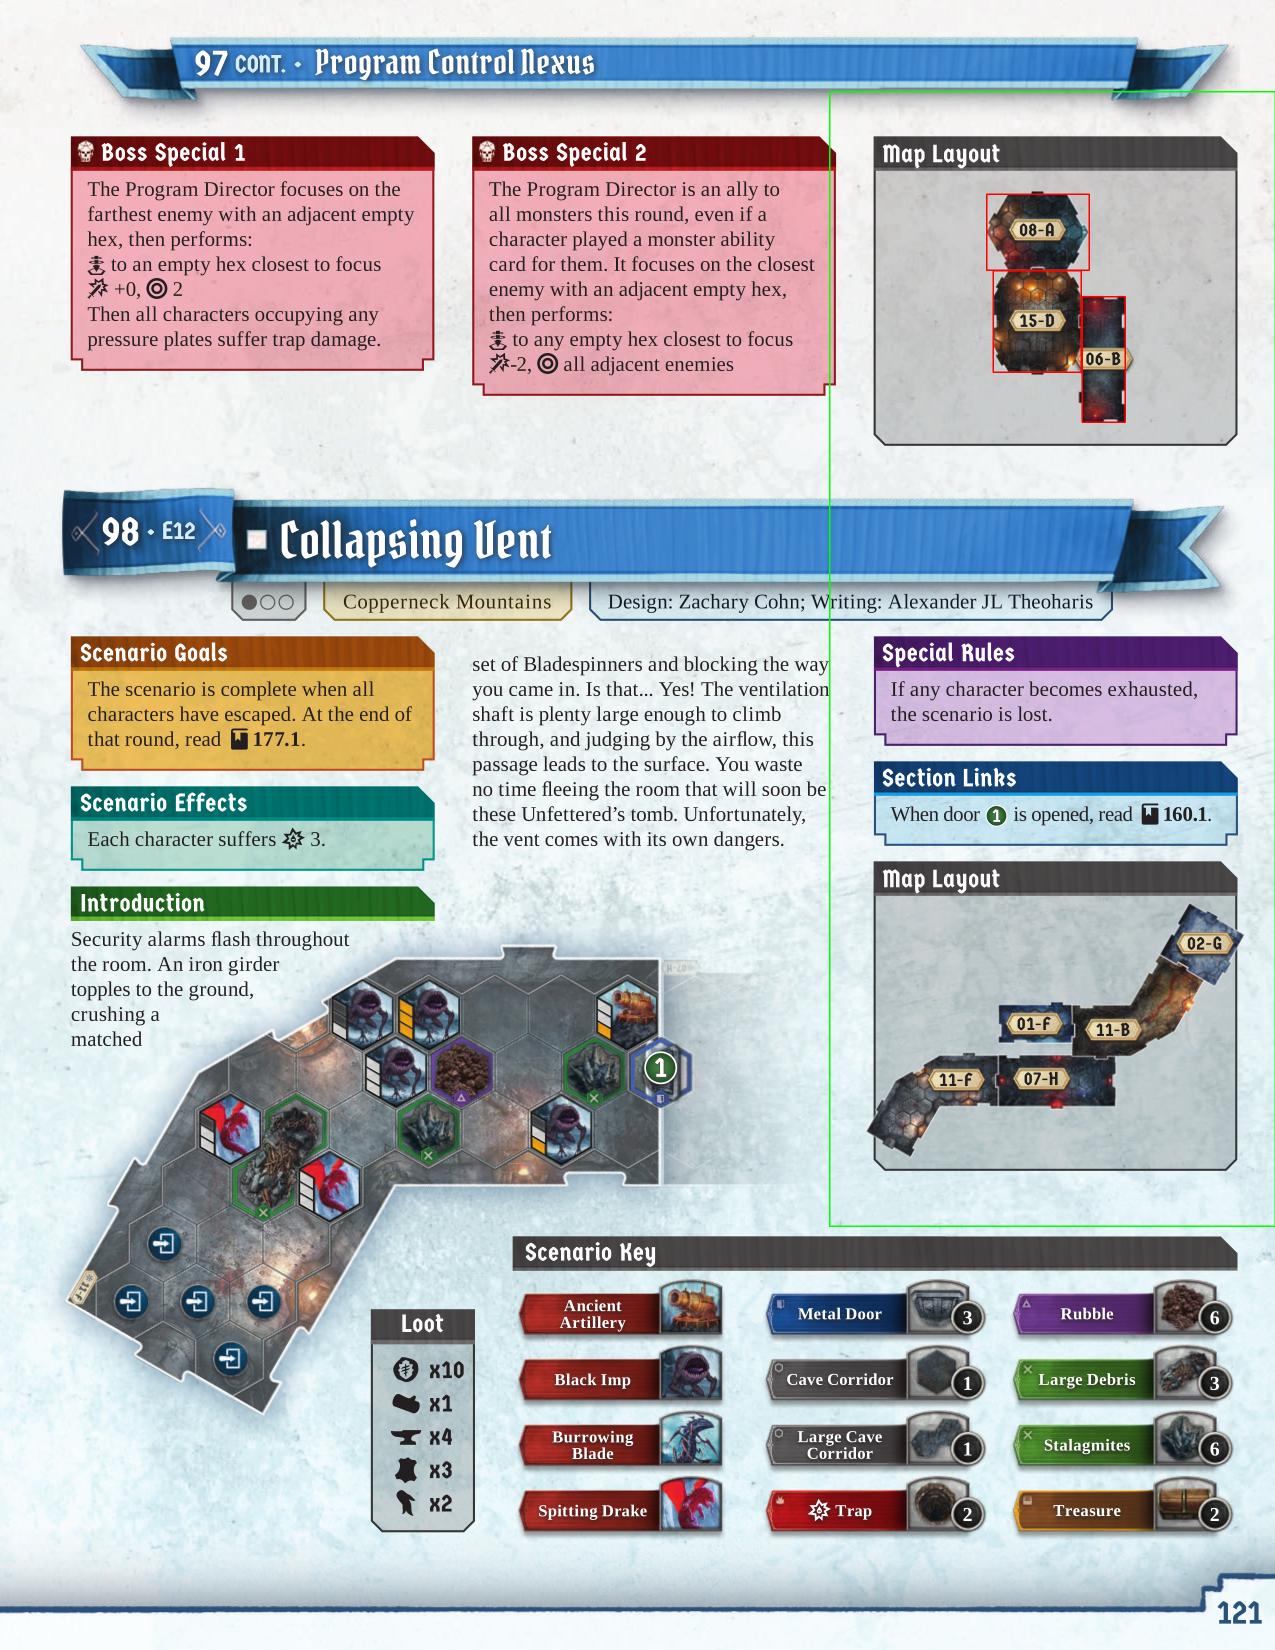 97 CONT. • Program Control Nexus
Boss Special 1
The Program Director focuses on the
farthest enemy with an adjacent empty
hex, then performs:
to an empty hex closest to focus
+0, 2
Then all characters occupying any
pressure plates suffer trap damage.
Boss Special 2
The Program Director is an ally to
all monsters this round, even if a
character played a monster ability
card for them. It focuses on the closest
enemy with an adjacent empty hex,
then performs:
to any empty hex closest to focus
-2, all adjacent enemies
Map Layout
08-A
15-D
06-B
98 • E12
Collapsing Vent
Copperneck Mountains
Design: Zachary Cohn; Writing: Alexander JL Theoharis
Scenario Goals
The scenario is complete when all
characters have escaped. At the end of
that round, read 177.1.
Scenario Effects
Each character suffers 3.
Introduction
Security alarms flash throughout
the room. An iron girder
topples to the ground,
crushing a
matched
set of Bladespinners and blocking the way
you came in. Is that... Yes! The ventilation
shaft is plenty large enough to climb
through, and judging by the airflow, this
passage leads to the surface. You waste
no time fleeing the room that will soon be
these Unfettered’s tomb. Unfortunately,
the vent comes with its own dangers.
Special Rules
If any character becomes exhausted,
the scenario is lost.
Section Links
When door 1 is opened, read 160.1.
Map Layout
02-G
01-F
11-B
11-F
07-H
07-H
1
11-F
Loot
x10
x1
x4
x3
x2
Scenario Key
Ancient
Artillery
Metal Door
3
Rubble
6
Black Imp
Cave Corridor
1
Large Debris
3
Burrowing
Blade
Large Cave
Corridor
1
Stalagmites
6
Spitting Drake
Trap
2
Treasure
2
121